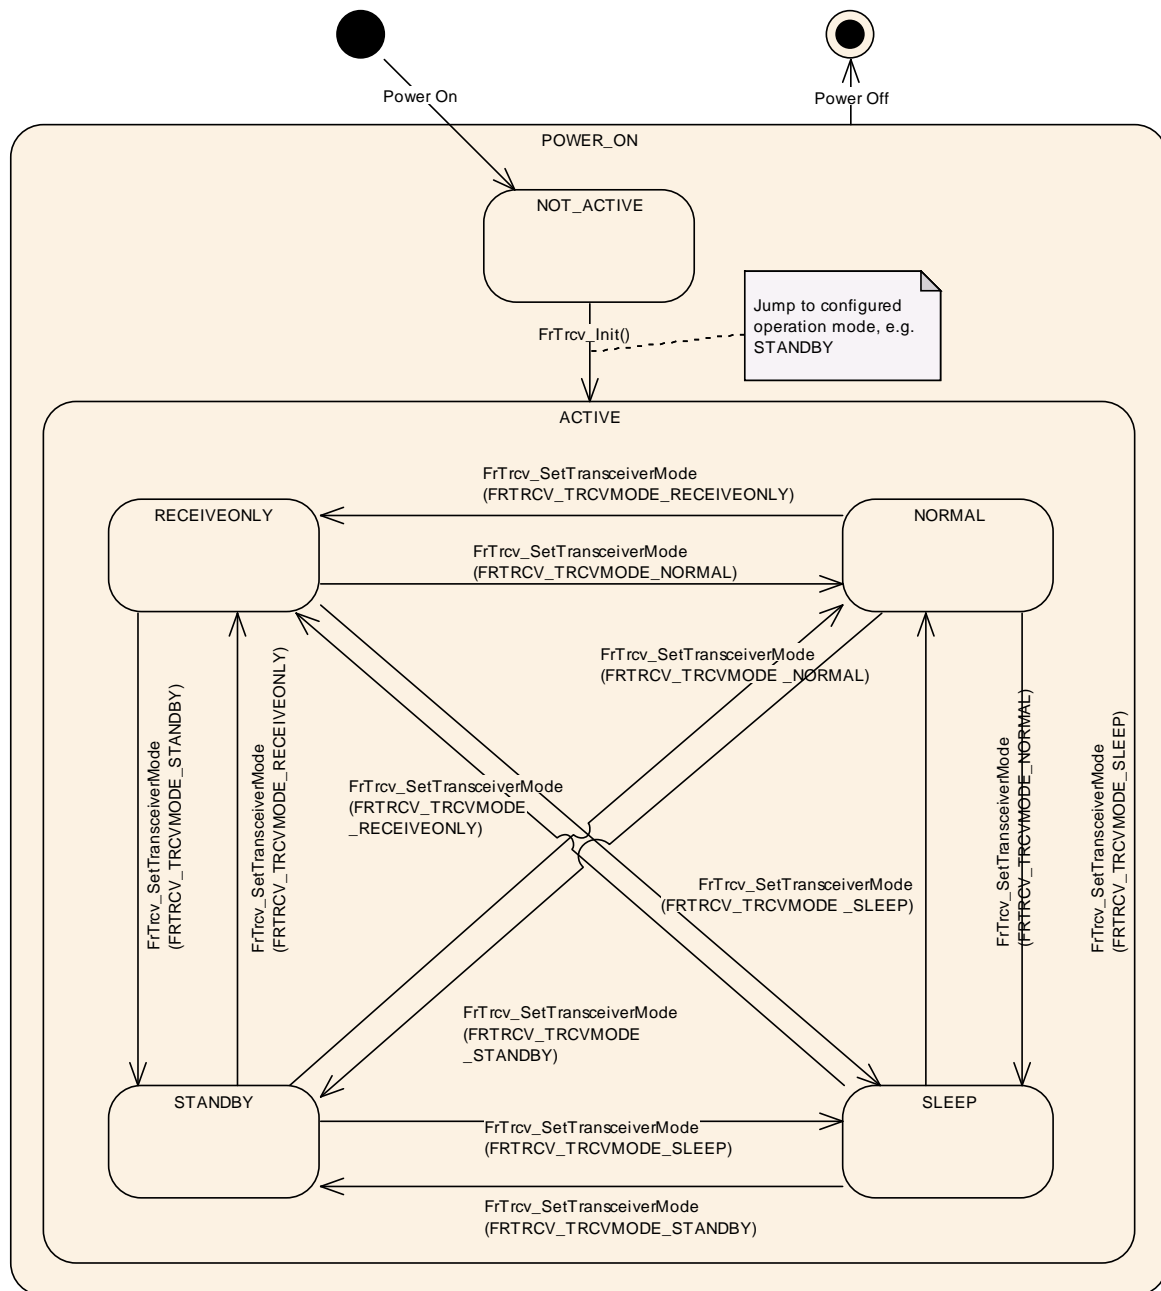 Power On
Power Off
POWER_ON
NOT_ACTIVE
Jump to configured
operation mode, e.g.
STANDBY
FrTrcv_Init()
ACTIVE
FrTrcv_SetTransceiverMode
(FRTRCV_TRCVMODE_RECEIVEONLY)
RECEIVEONLY
NORMAL
FrTrcv_SetTransceiverMode
(FRTRCV_TRCVMODE_NORMAL)
FrTrcv_SetTransceiverMode
(FRTRCV_TRCVMODE _NORMAL)
FrTrcv_SetTransceiverMode
(FRTRCV_TRCVMODE_STANDBY)
FrTrcv_SetTransceiverMode
(FRTRCV_TRCVMODE_RECEIVEONLY)
FrTrcv_SetTransceiverMode
(FRTRCV_TRCVMODE
_RECEIVEONLY)
FrTrcv_SetTransceiverMode
(FRTRCV_TRCVMODE_NORMAL)
FrTrcv_SetTransceiverMode
(FRTRCV_TRCVMODE_SLEEP)
FrTrcv_SetTransceiverMode
(FRTRCV_TRCVMODE _SLEEP)
FrTrcv_SetTransceiverMode
(FRTRCV_TRCVMODE
_STANDBY)
STANDBY
SLEEP
FrTrcv_SetTransceiverMode
(FRTRCV_TRCVMODE_SLEEP)
FrTrcv_SetTransceiverMode
(FRTRCV_TRCVMODE_STANDBY)